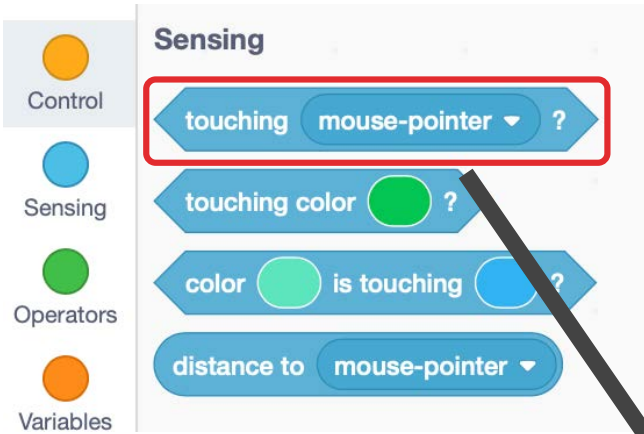 Sensing
Control
touching mouse-pointer ?
Sensing
touching color ?
color is touching ?
Operators
distance to mouse-pointer
Variables